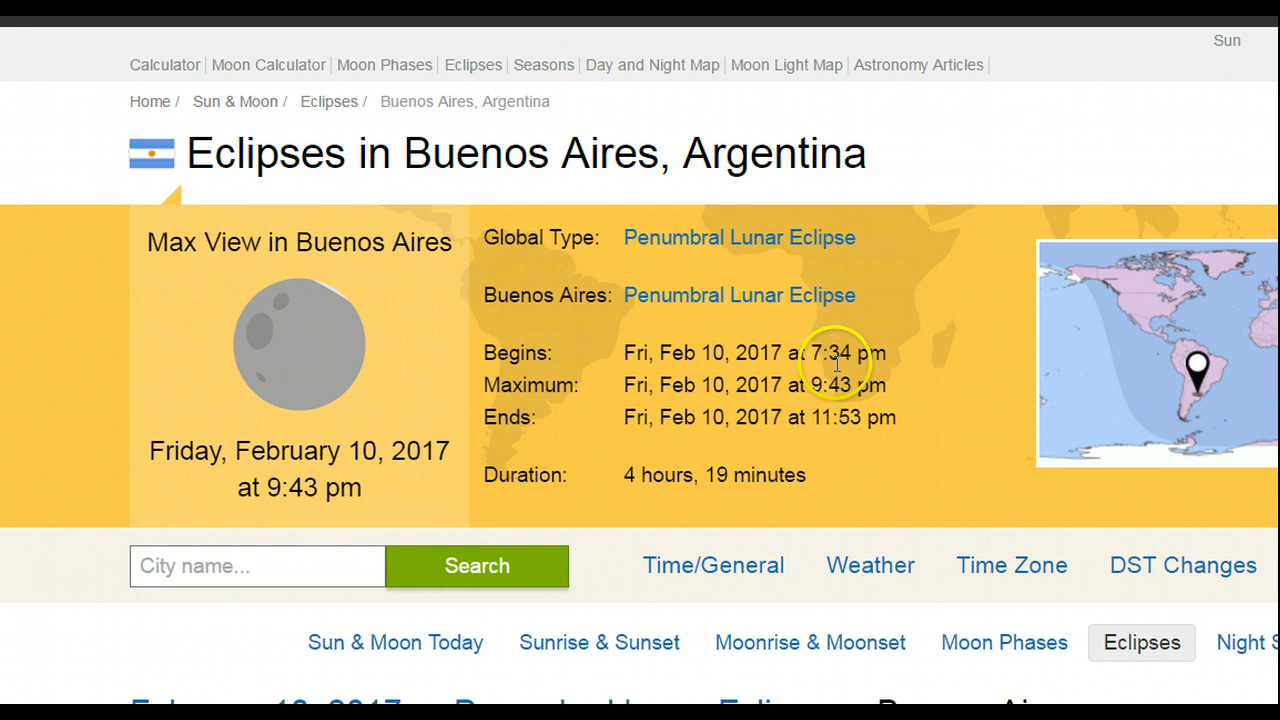 Sun
Calculator | Moon Calculator | Moon Phases | Eclipses | Seasons | Day and Night Map | Moon Light Map | Astronomy Articles |
Home / Sun & Moon / Eclipses / Buenos Aires, Argentina
Eclipses in Buenos Aires, Argentina
Max View in Buenos Aires
Friday, February 10, 2017
at 9:43 pm
Global Type: Penumbral Lunar Eclipse
Buenos Aires: Penumbral Lunar Eclipse
Begins: Fri, Feb 10, 2017 at 7:34 pm
Maximum: Fri, Feb 10, 2017 at 9:43 pm
Ends: Fri, Feb 10, 2017 at 11:53 pm
Duration: 4 hours, 19 minutes
City name... Search Time/General Weather Time Zone DST Changes
Sun & Moon Today Sunrise & Sunset Moonrise & Moonset Moon Phases Eclipses Night